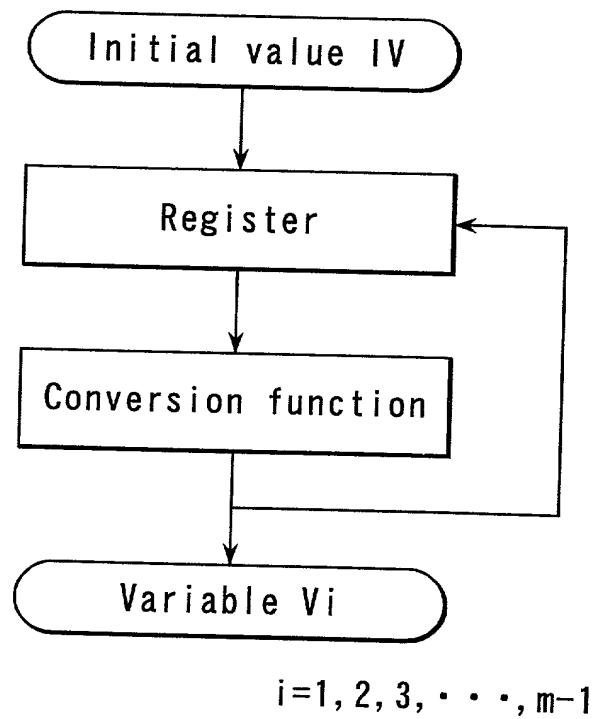 Initial value IV
Register
Conversion function
Variable Vi
i=1, 2, 3, ・・・, m-1